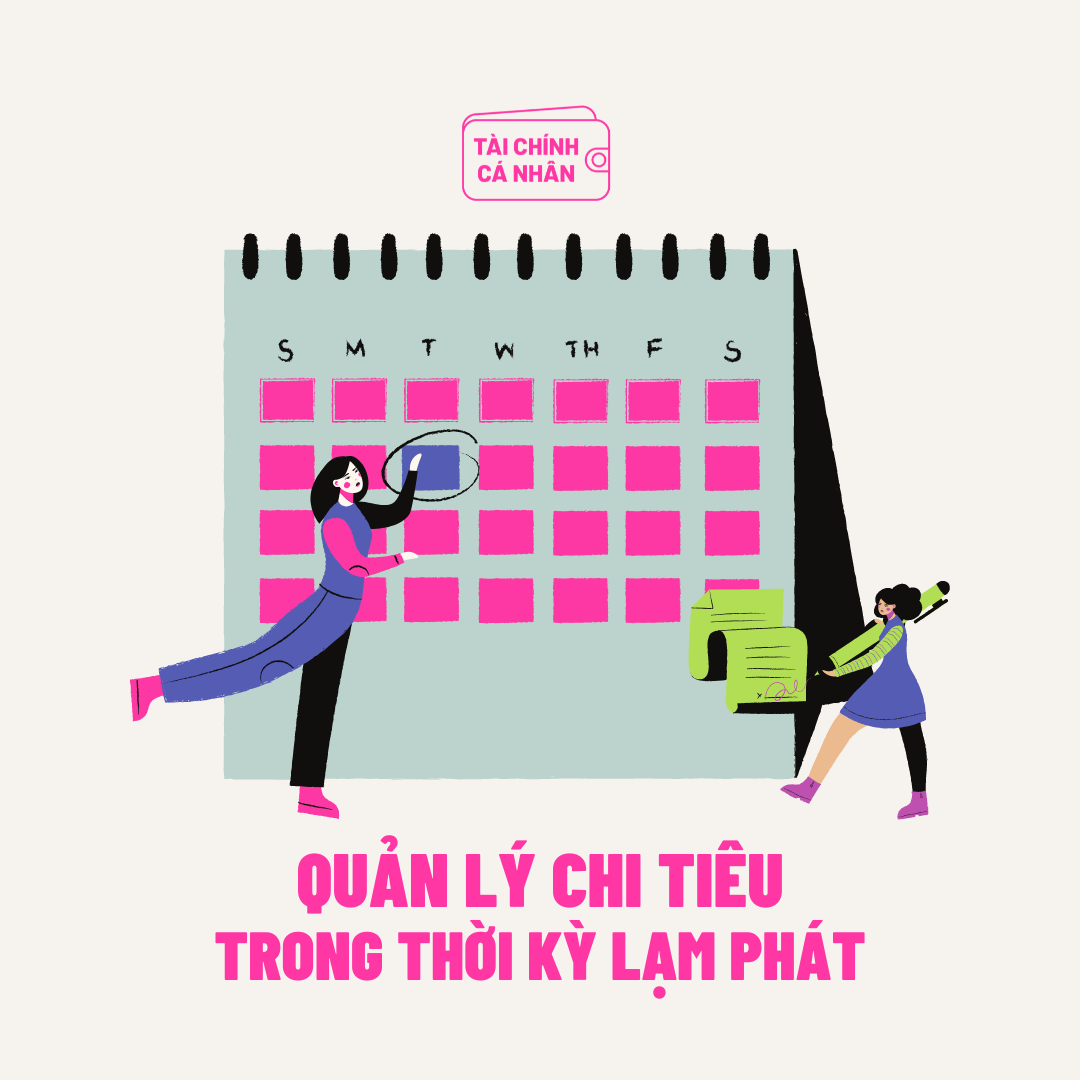 TÀI CHÍNH
CÁ NHÂN
S M T W TH F S
x
QUẢN LÝ CHI TIÊU
TRONG THỜI KỲ LẠM PHÁT